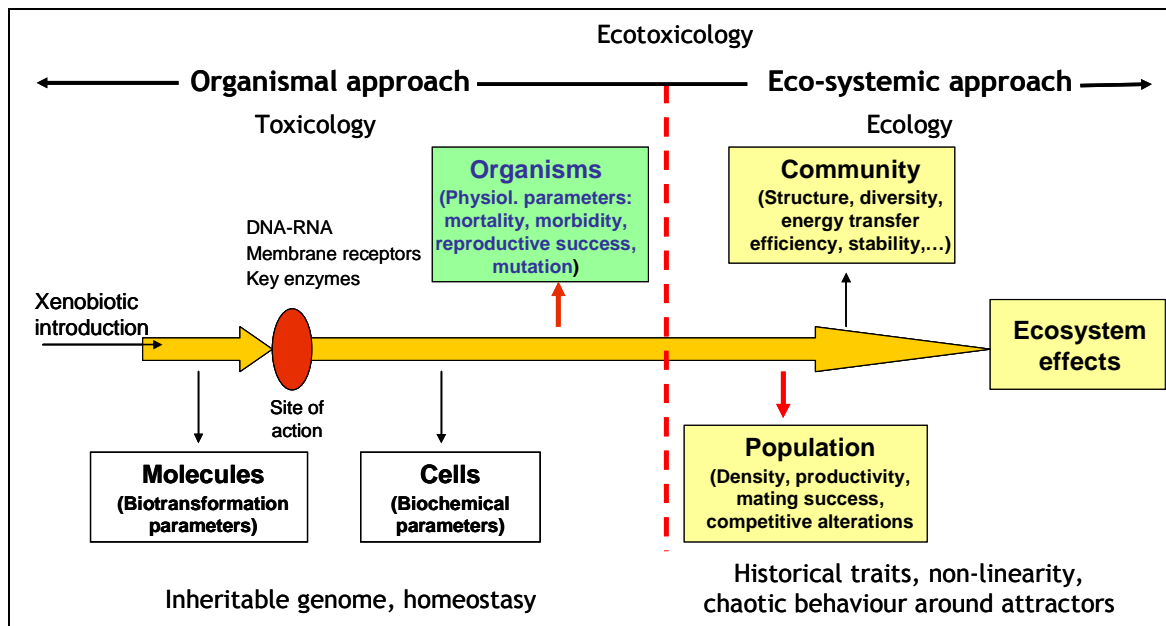 Ecotoxicology
Organismal approach
Eco-systemic approach
Toxicology
Ecology
Organisms
(Physiol. parameters:
mortality, morbidity,
reproductive success,
mutation)
Community
(Structure, diversity,
energy transfer
efficiency, stability,…)
DNA-RNA
Membrane receptors
Key enzymes
Xenobiotic
introduction
Ecosystem
effects
Site of
action
Molecules
(Biotransformation
parameters)
Cells
(Biochemical
parameters)
Population
(Density, productivity,
mating success,
competitive alterations
Inheritable genome, homeostasy
Historical traits, non-linearity,
chaotic behaviour around attractors